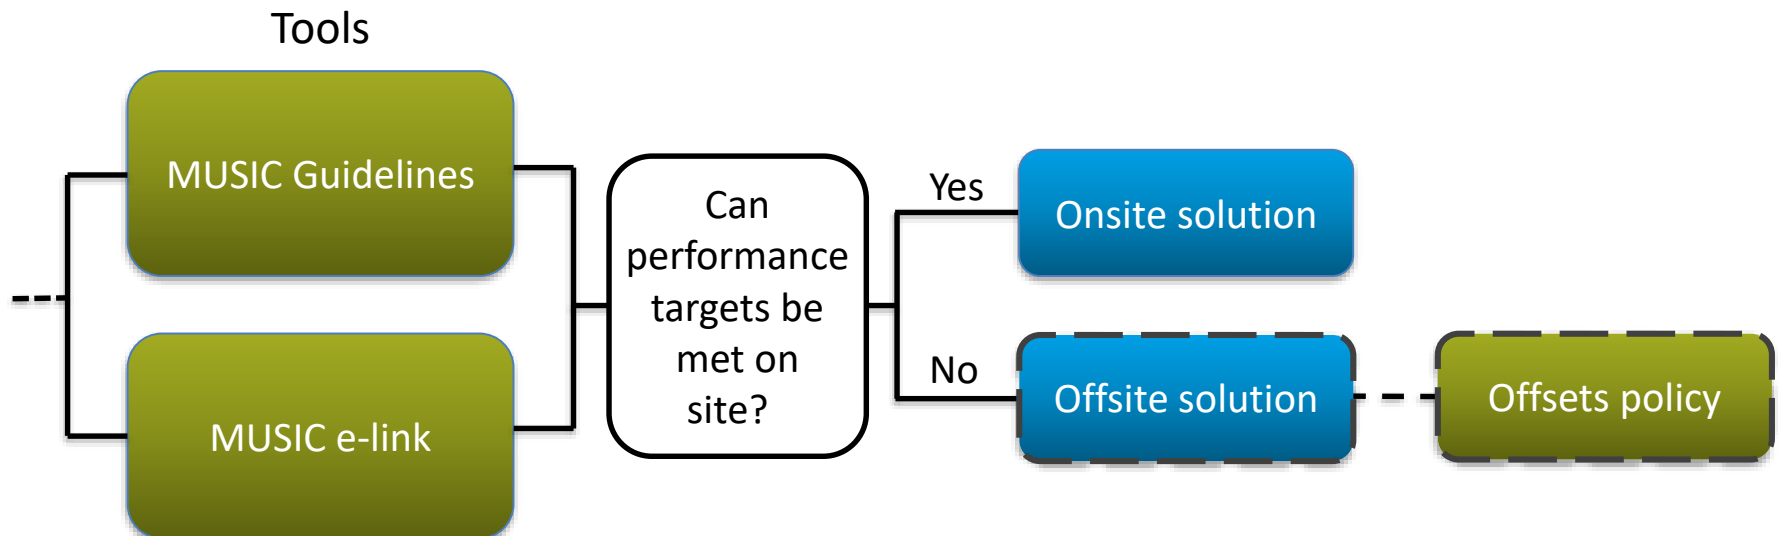 Tools
MUSIC Guidelines
MUSIC e-link
Can
performance
targets be
met on
site?
Yes
Onsite solution
No
Offsite solution
Offsets policy